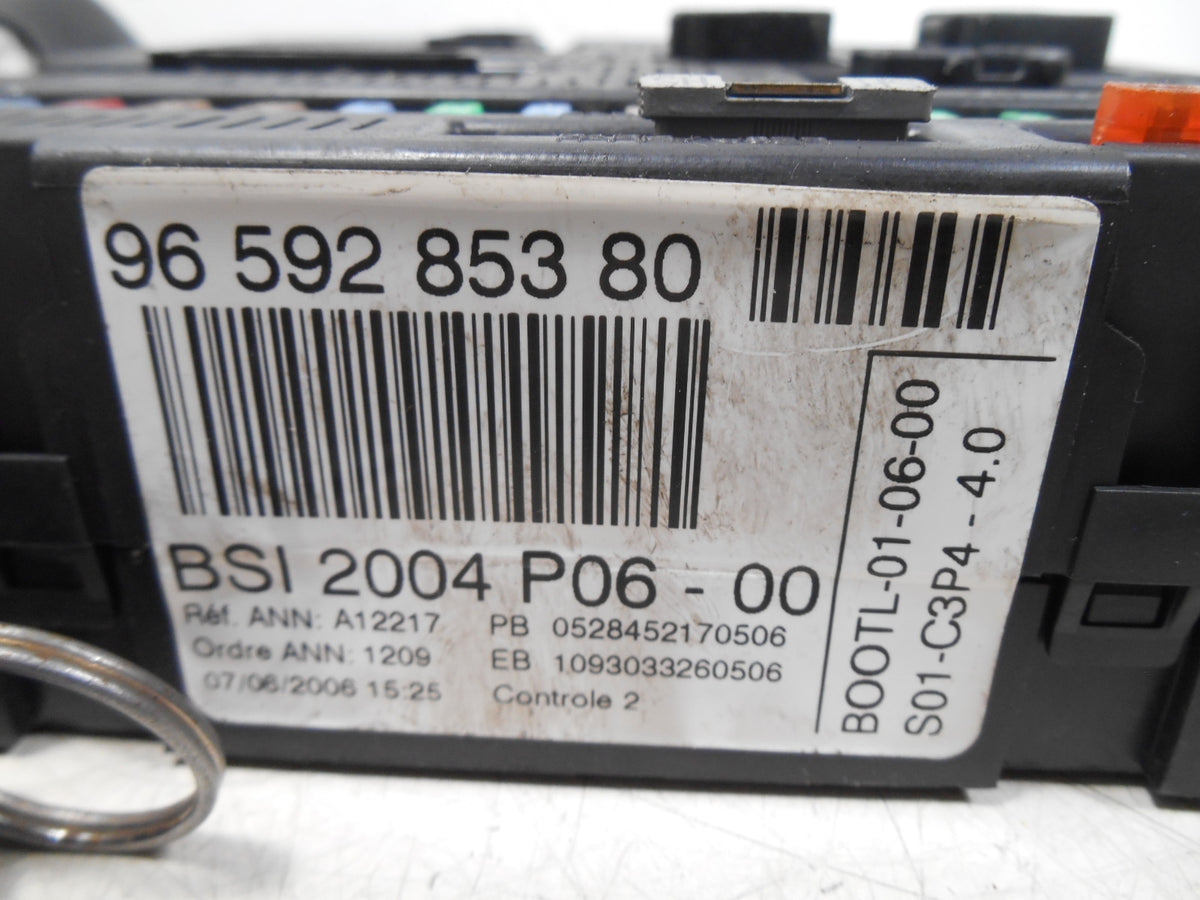 96 592 853 80
BSI 2004 P06 - 00
Réf. ANN: A12217 PB 0528452170506
Ordre ANN: 1209 EB 1093033260506
07/06/2006 15:25 Controle 2
BOOTL-01-06-00
S01-C3P4 - 4.0